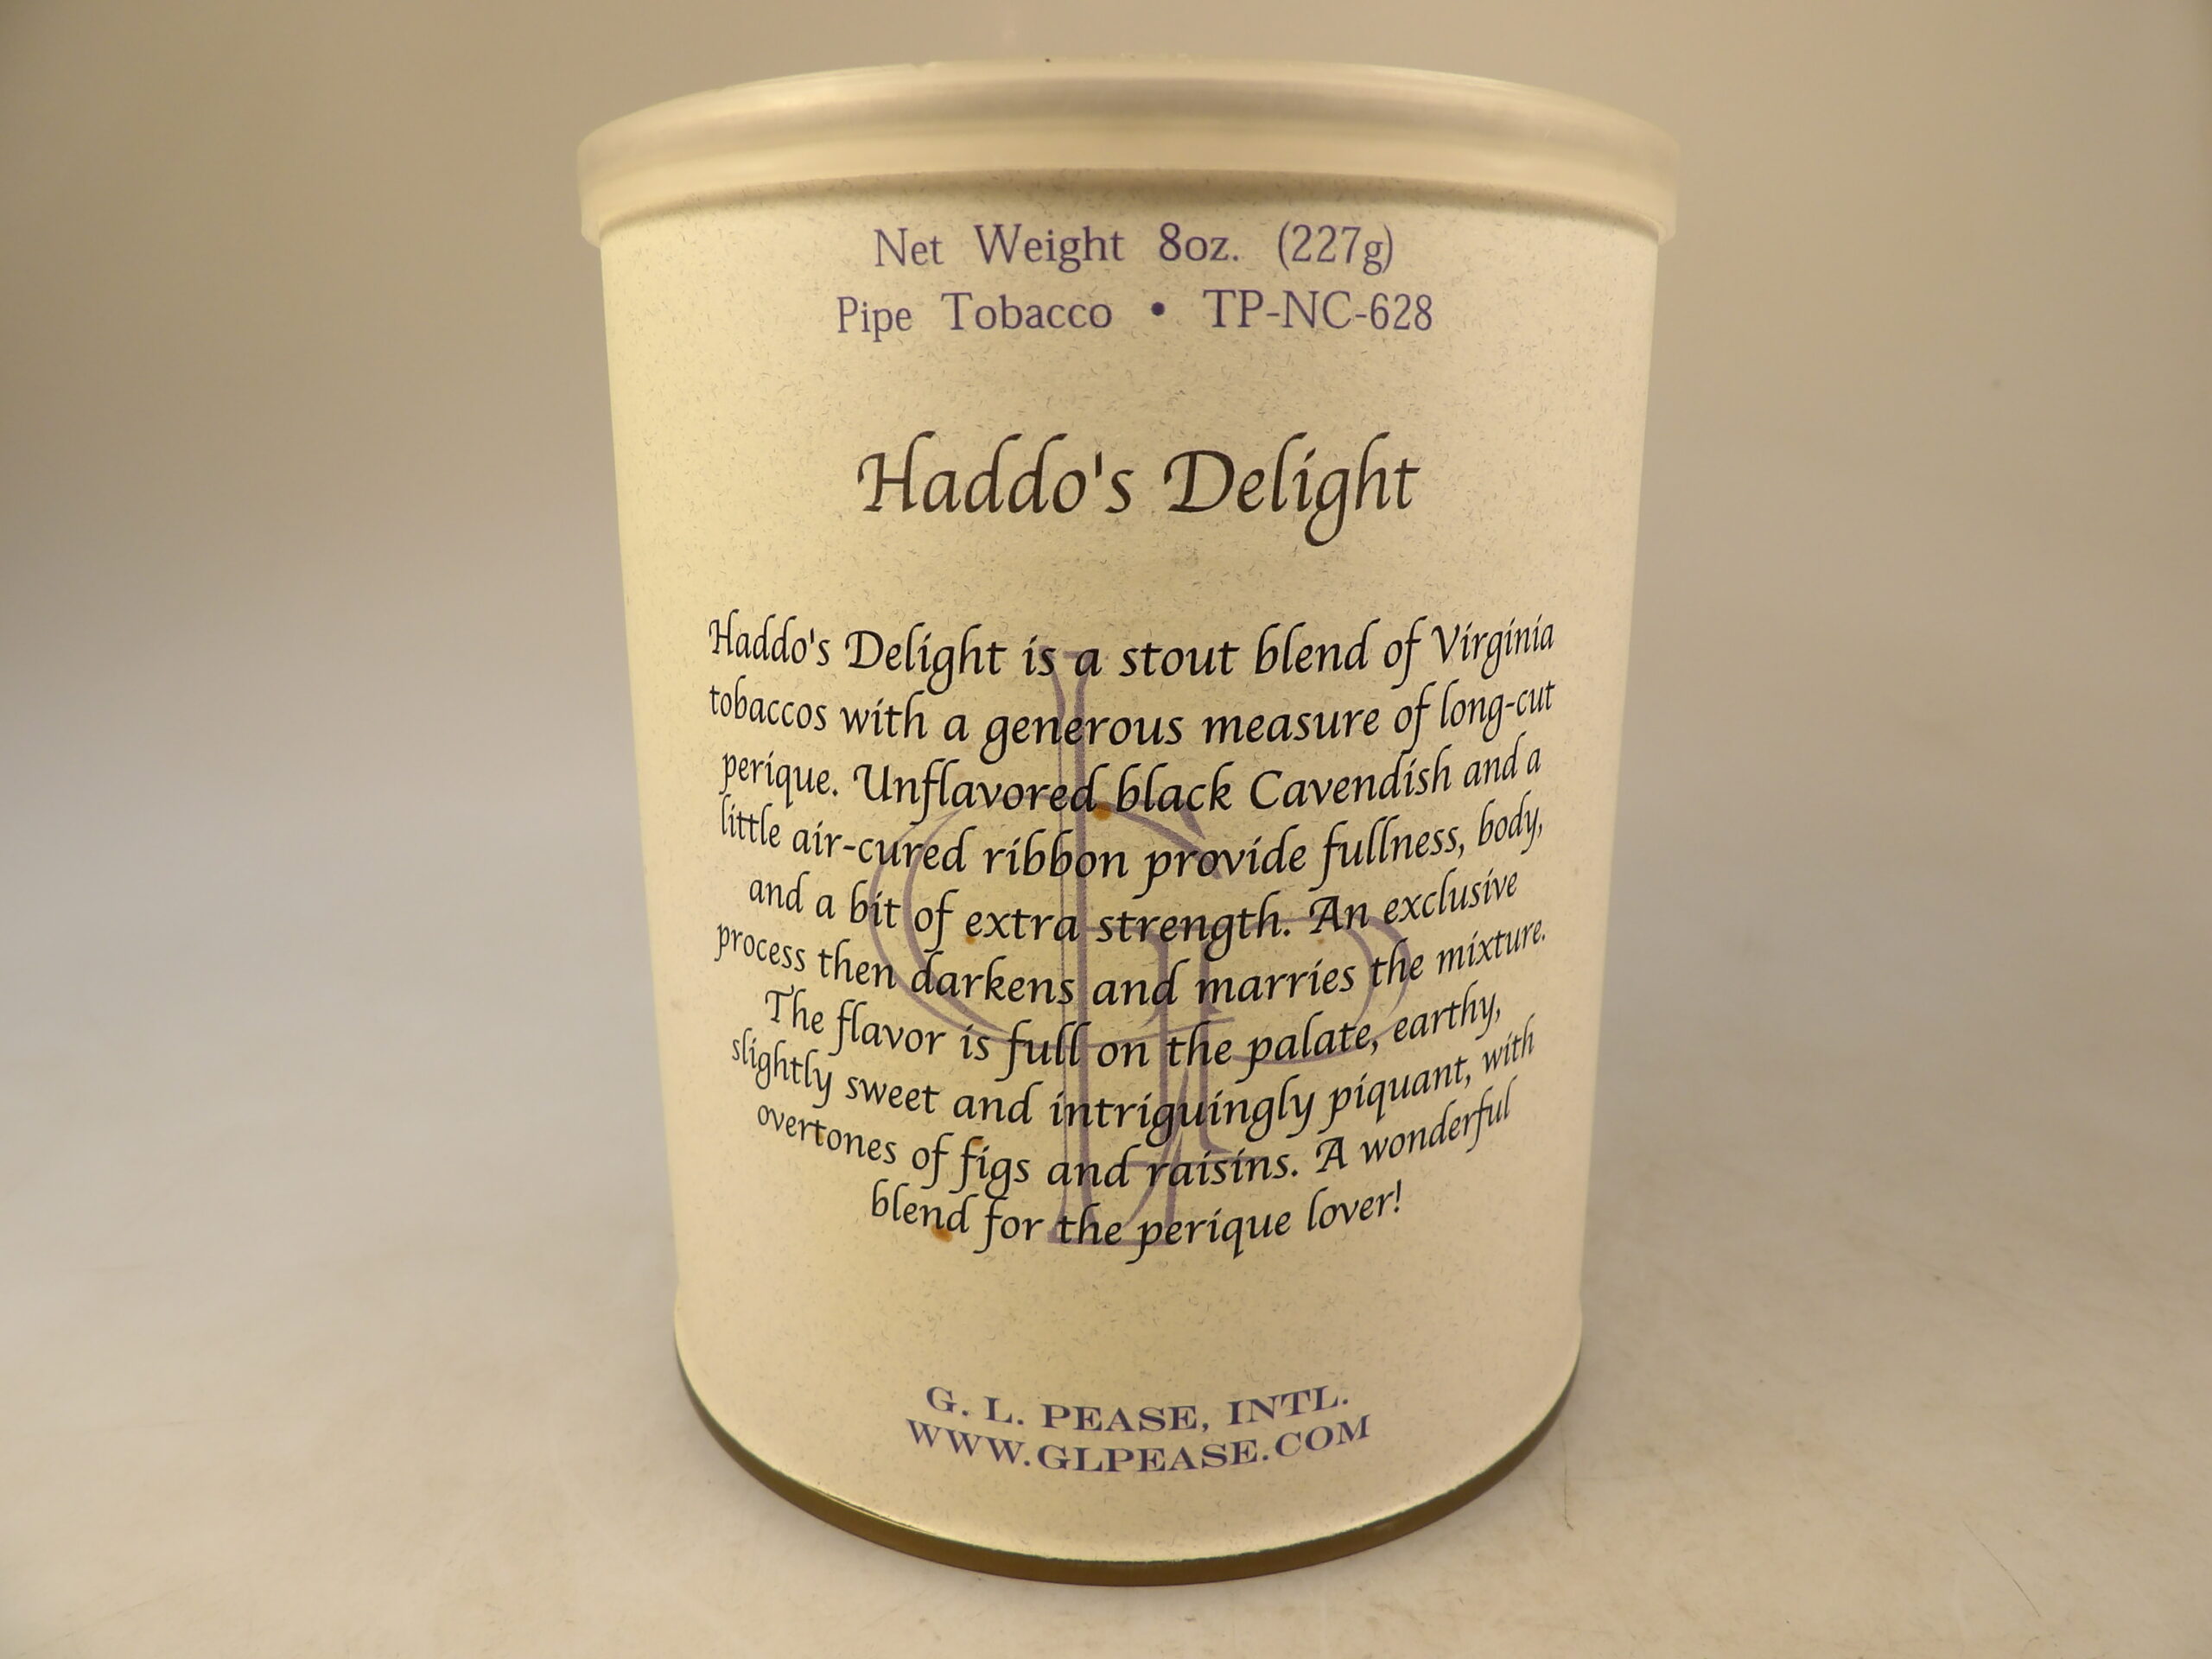 Net Weight 8oz. (227g)
Pipe Tobacco • TP-NC-628
Haddo's Delight
Haddo's Delight is a stout blend of Virginia
tobaccos with a generous measure of long-cut
perique. Unflavored black Cavendish and a
little air-cured ribbon provide fullness, body,
and a bit of extra strength. An exclusive
process then darkens and marries the mixture.
The flavor is full on the palate, earthy,
slightly sweet and intriguingly piquant, with
overtones of figs and raisins. A wonderful
blend for the perique lover!
G. L. PEASE, INTL.
WWW.GLPEASE.COM